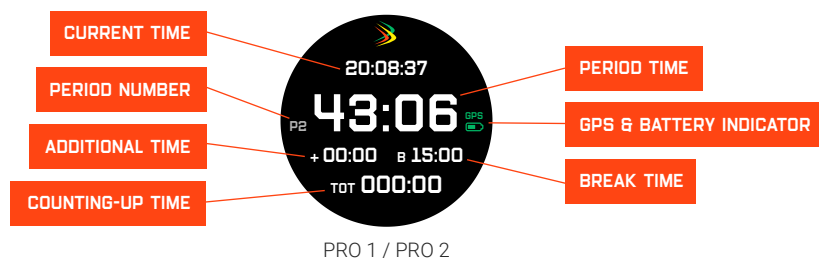 CURRENT TIME
PERIOD NUMBER
ADDITIONAL TIME
COUNTING-UP TIME
20:08:37
P2 43:06 GPS
+ 00:00 B 15:00
TOT 000:00
PERIOD TIME
GPS & BATTERY INDICATOR
BREAK TIME
PRO 1 / PRO 2